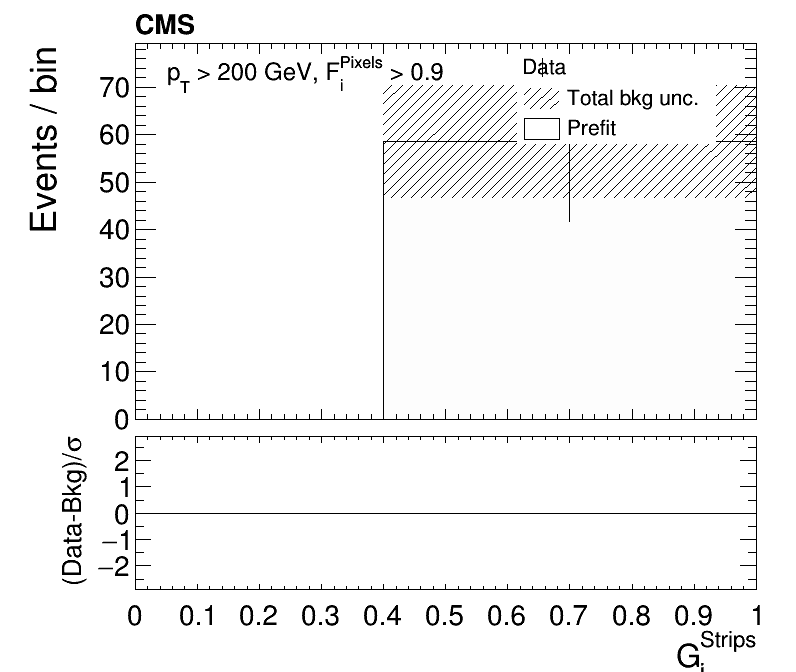 CMS
p_T > 200 GeV, F_i^Pixels > 0.9
Data
Total bkg unc.
Prefit
Events / bin
70
60
50
40
30
20
10
0
(Data-Bkg)/σ
2
1
0
−1
−2
0 0.1 0.2 0.3 0.4 0.5 0.6 0.7 0.8 0.9 1
G_i^Strips